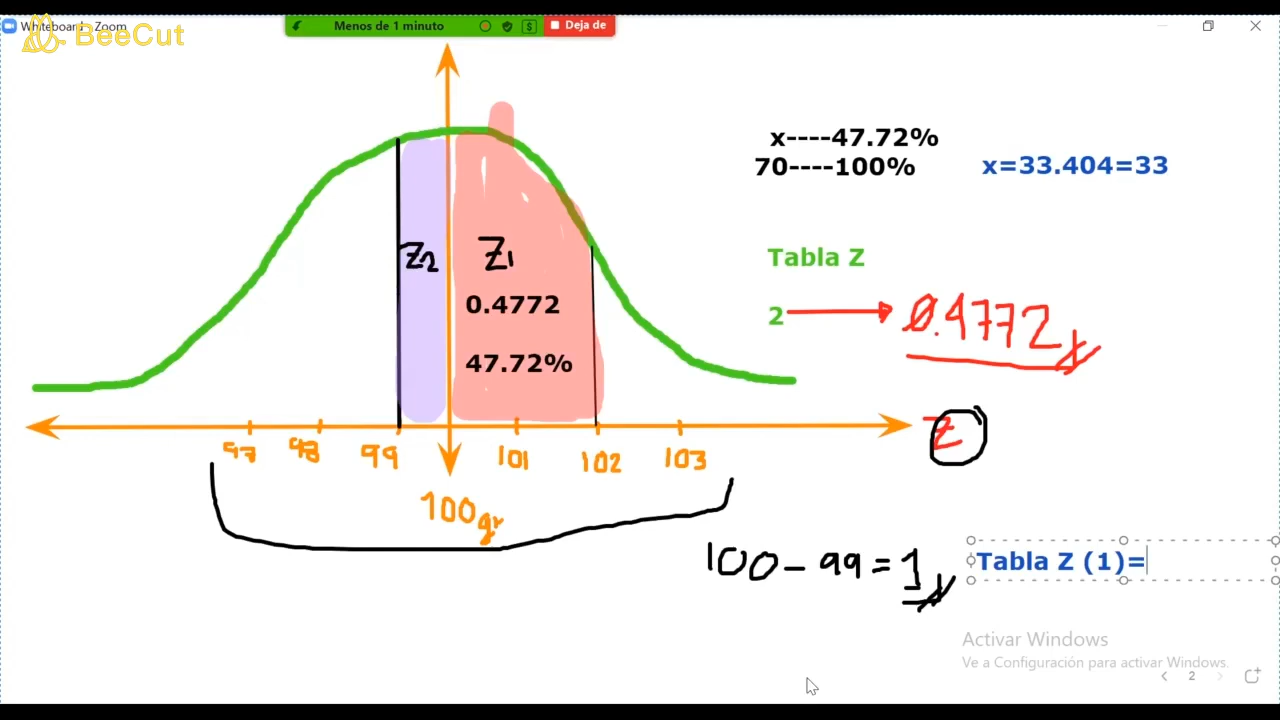 Whiteboard - Zoom
BeeCut
Menos de 1 minuto
$
Deja de
x----47.72%
70----100%
x=33.404=33
Z2
Z1
0.4772
47.72%
Tabla Z
2
0.4772
Z
97 98 99 101 102 103
100gr
100-99=1
Tabla Z (1)=
Activar Windows
Ve a Configuración para activar Windows.
2